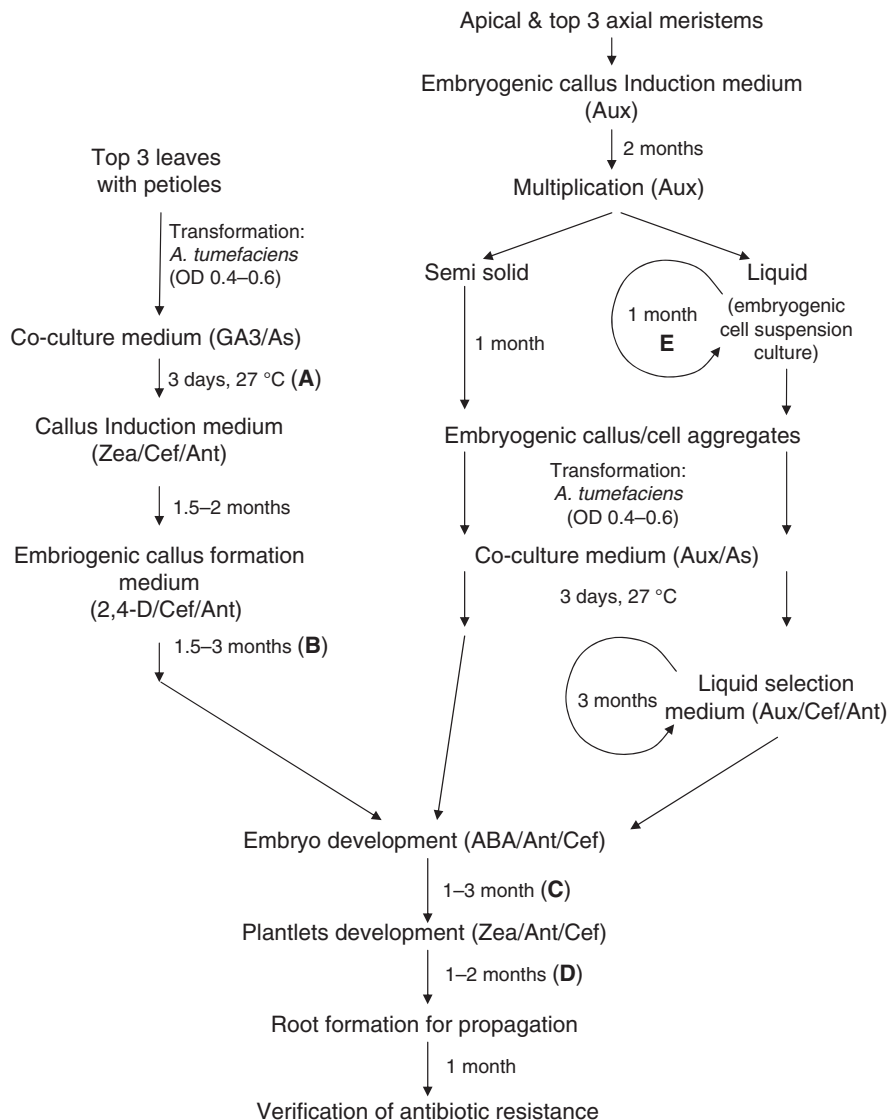 Apical & top 3 axial meristems
Embryogenic callus Induction medium
(Aux)
2 months
Multiplication (Aux)
Top 3 leaves
with petioles
Transformation:
A. tumefaciens
(OD 0.4–0.6)
Co-culture medium (GA3/As)
3 days, 27 °C (A)
Callus Induction medium
(Zea/Cef/Ant)
1.5–2 months
Embriogenic callus formation
medium
(2,4-D/Cef/Ant)
1.5–3 months (B)
Semi solid
1 month
Liquid
(embryogenic
cell suspension
culture)
1 month
E
Embryogenic callus/cell aggregates
Transformation:
A. tumefaciens
(OD 0.4–0.6)
Co-culture medium (Aux/As)
3 days, 27 °C
3 months
Liquid selection
medium (Aux/Cef/Ant)
Embryo development (ABA/Ant/Cef)
1–3 month (C)
Plantlets development (Zea/Ant/Cef)
1–2 months (D)
Root formation for propagation
1 month
Verification of antibiotic resistance